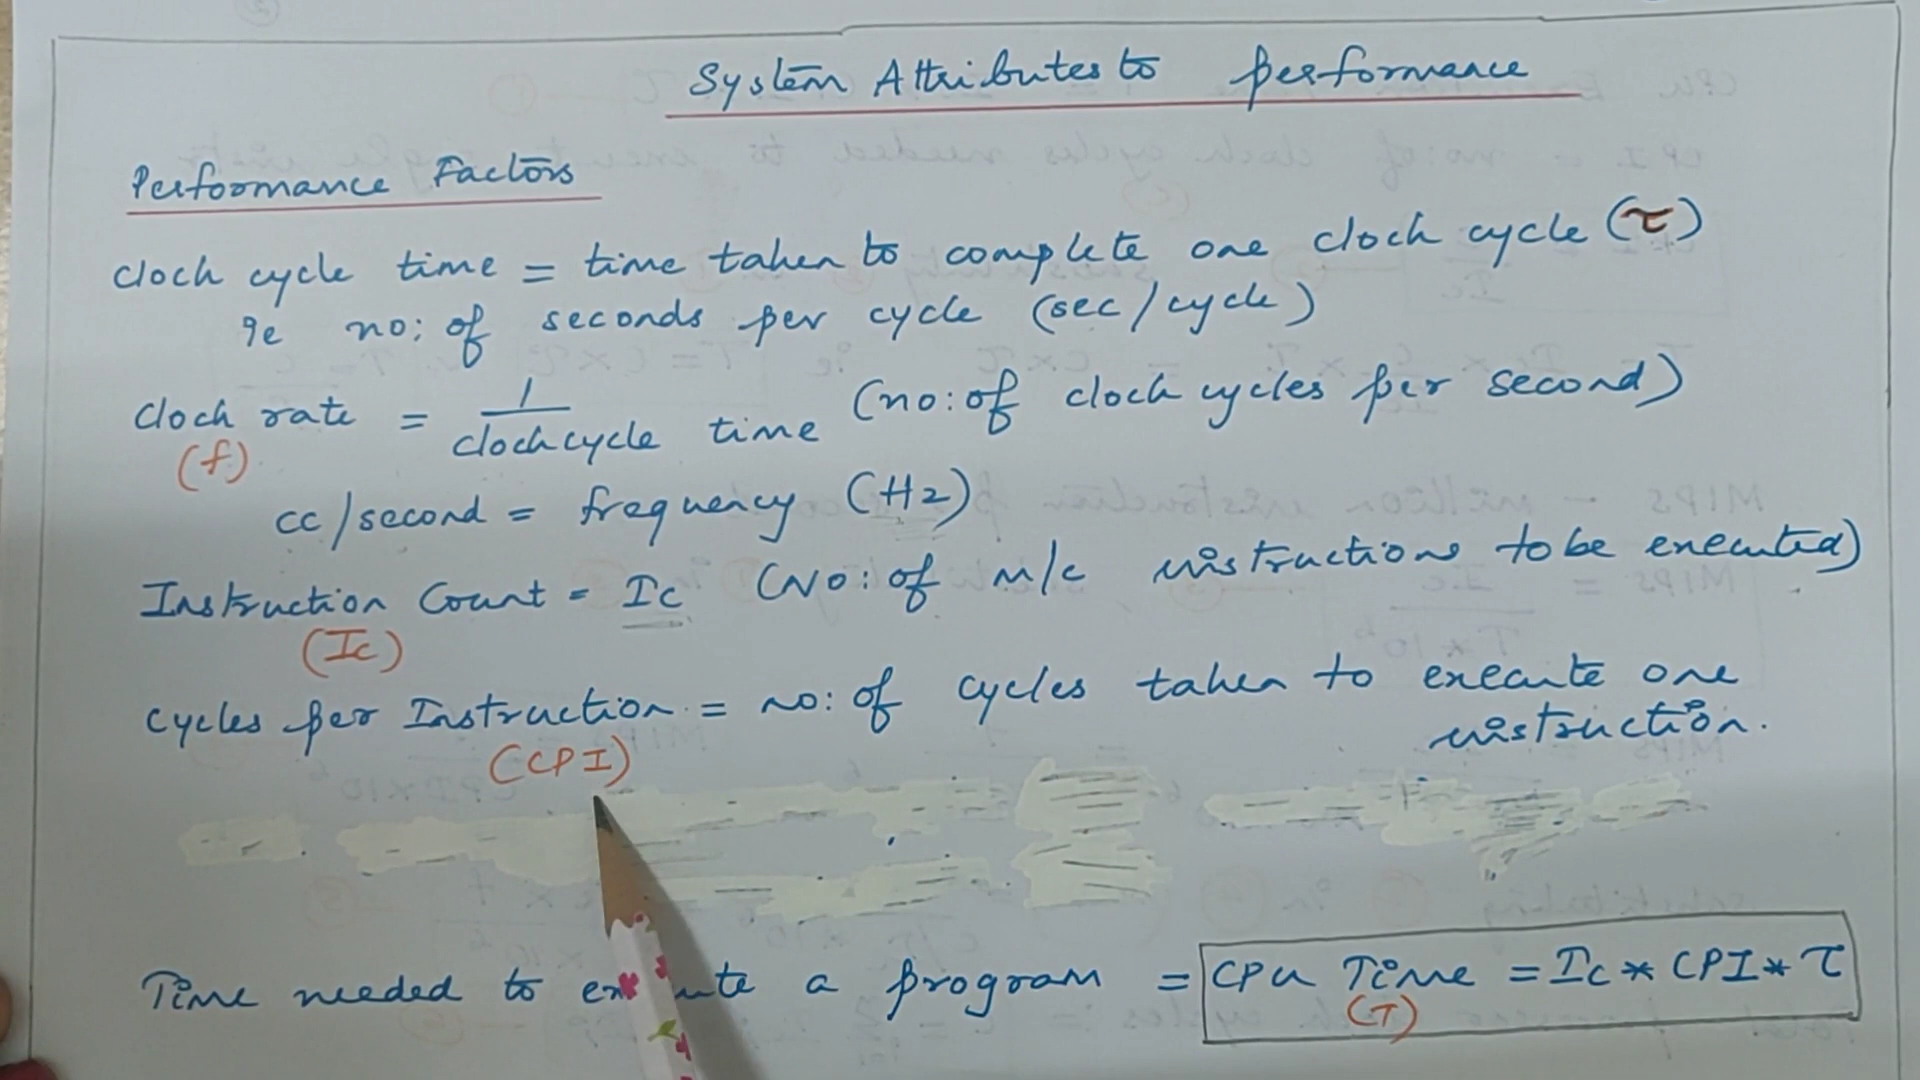 System Attributes to performance
Performance Factors
Clock cycle time = time taken to complete one clock cycle (τ)
ie no: of seconds per cycle (sec/cycle)
Clock rate = 1 / clock cycle time (no: of clock cycles per second)
(f)
cc/second = frequency (Hz)
Instruction Count = Ic (No: of m/c instructions to be executed)
(Ic)
Cycles per Instruction = no: of cycles taken to execute one
instruction.
(CPI)
Time needed to a program = CPU Time = Ic * CPI * τ
(T)